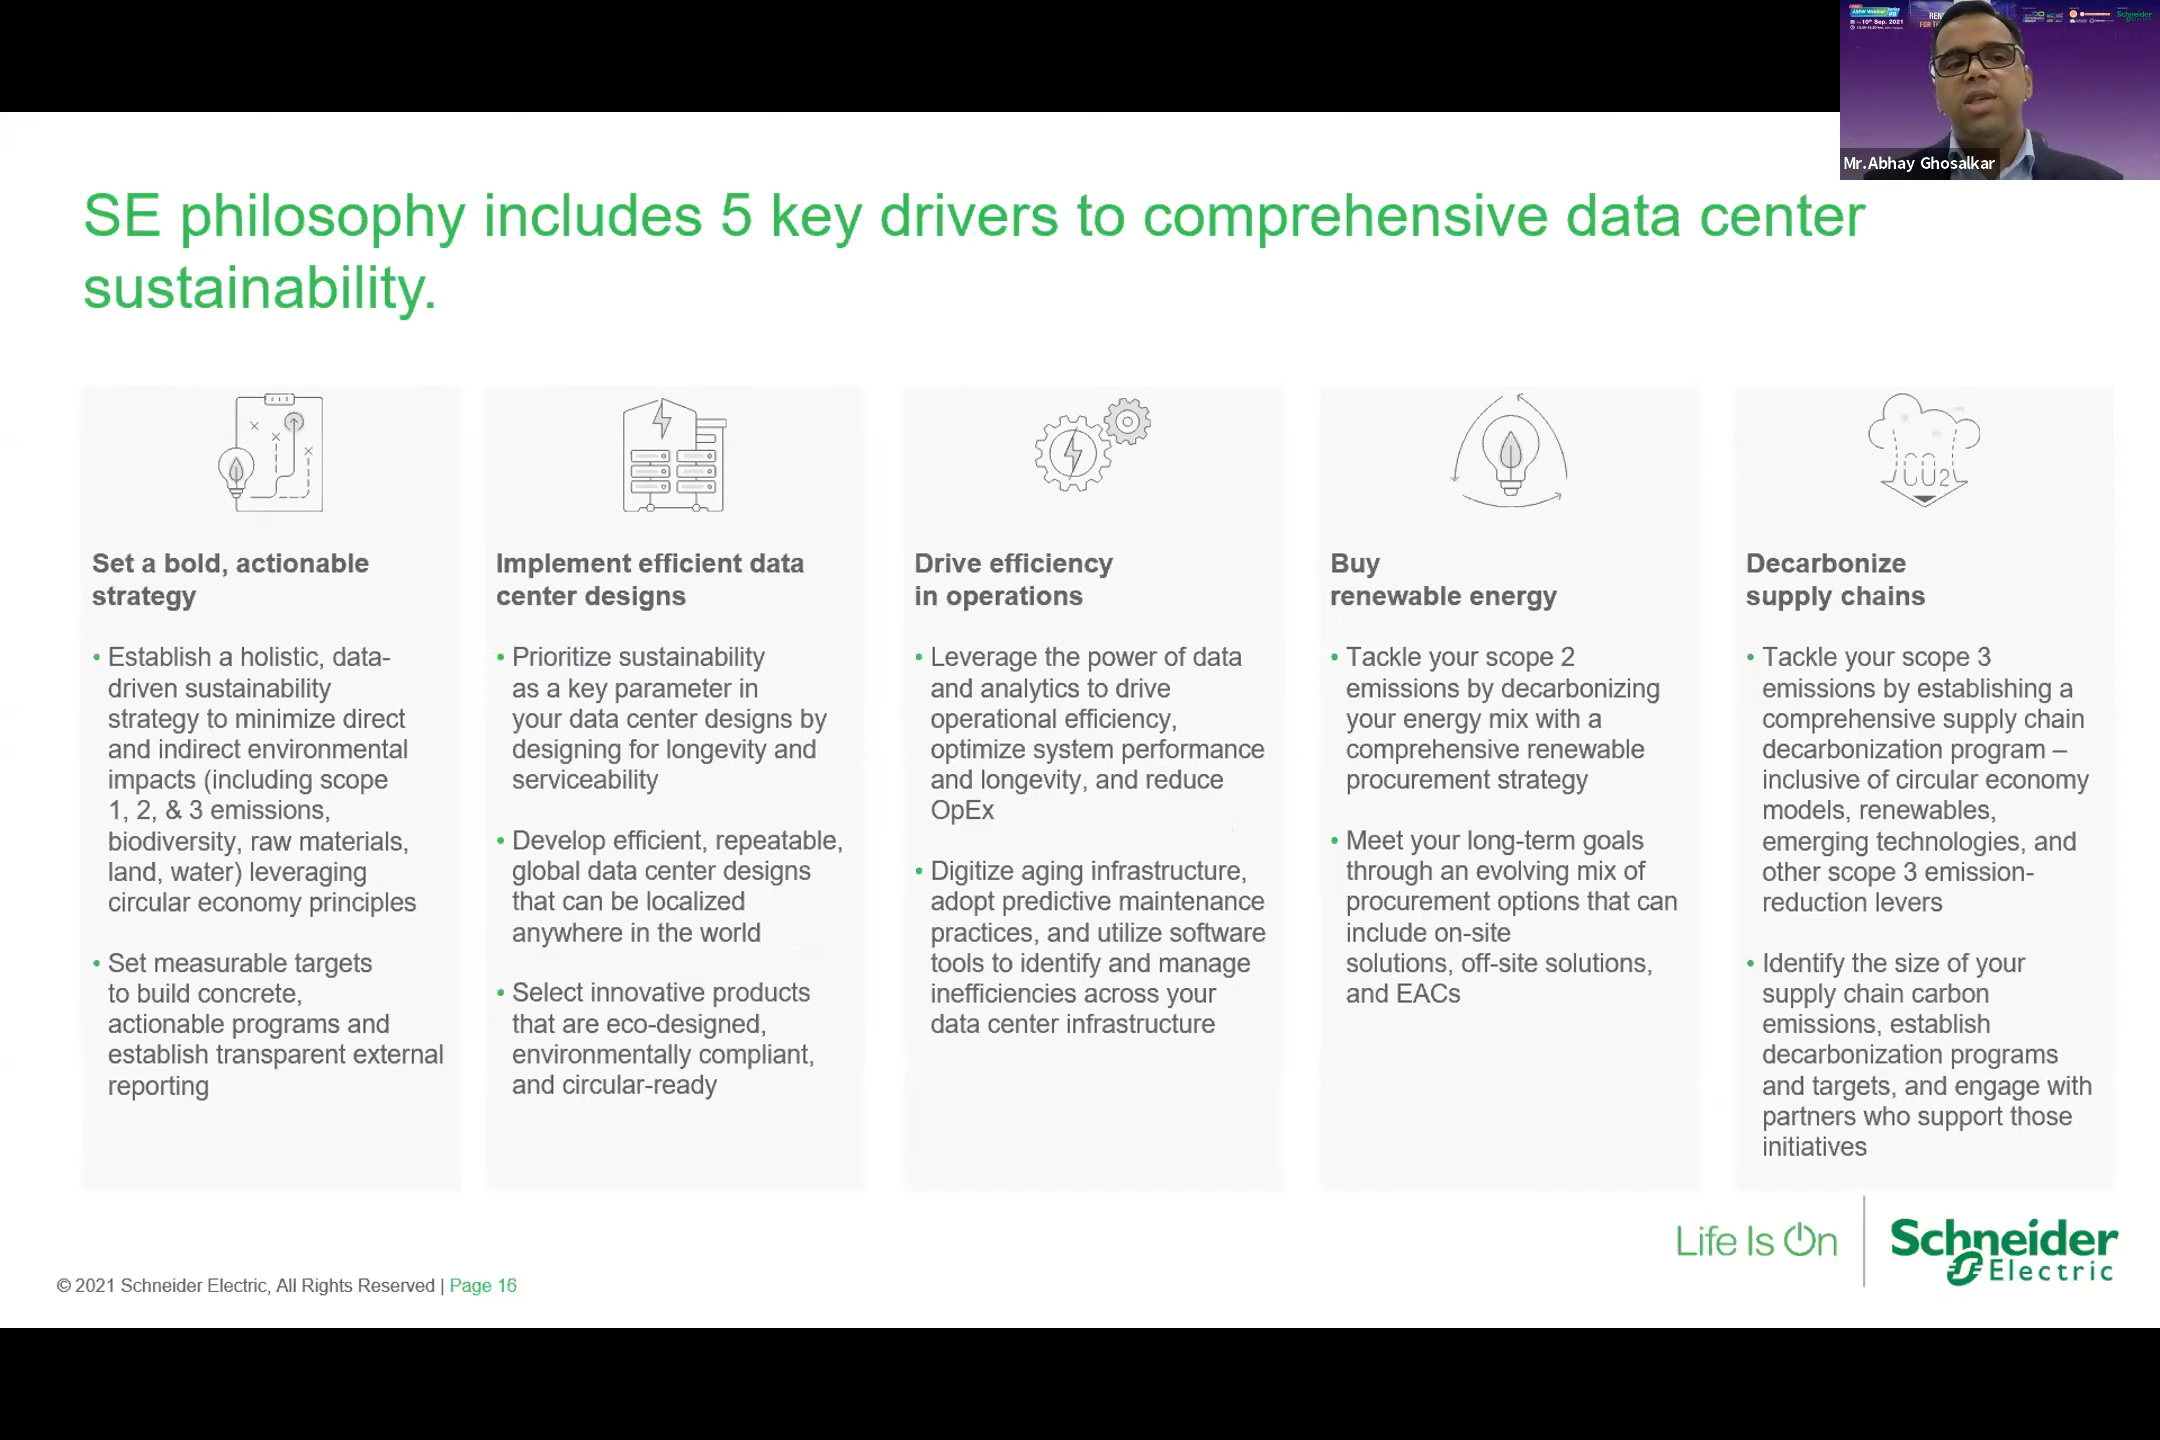 10th Sep. 2021
Schneider
Mr.Abhay Ghosalkar
SE philosophy includes 5 key drivers to comprehensive data center
sustainability.
Set a bold, actionable
strategy
• Establish a holistic, data-
driven sustainability
strategy to minimize direct
and indirect environmental
impacts (including scope
1, 2, & 3 emissions,
biodiversity, raw materials,
land, water) leveraging
circular economy principles
• Set measurable targets
to build concrete,
actionable programs and
establish transparent external
reporting
Implement efficient data
center designs
• Prioritize sustainability
as a key parameter in
your data center designs by
designing for longevity and
serviceability
• Develop efficient, repeatable,
global data center designs
that can be localized
anywhere in the world
• Select innovative products
that are eco-designed,
environmentally compliant,
and circular-ready
Drive efficiency
in operations
• Leverage the power of data
and analytics to drive
operational efficiency,
optimize system performance
and longevity, and reduce
OpEx
• Digitize aging infrastructure,
adopt predictive maintenance
practices, and utilize software
tools to identify and manage
inefficiencies across your
data center infrastructure
Buy
renewable energy
• Tackle your scope 2
emissions by decarbonizing
your energy mix with a
comprehensive renewable
procurement strategy
• Meet your long-term goals
through an evolving mix of
procurement options that can
include on-site
solutions, off-site solutions,
and EACs
CO2
Decarbonize
supply chains
• Tackle your scope 3
emissions by establishing a
comprehensive supply chain
decarbonization program –
inclusive of circular economy
models, renewables,
emerging technologies, and
other scope 3 emission-
reduction levers
• Identify the size of your
supply chain carbon
emissions, establish
decarbonization programs
and targets, and engage with
partners who support those
initiatives
Life Is On
Schneider
Electric
© 2021 Schneider Electric, All Rights Reserved | Page 16